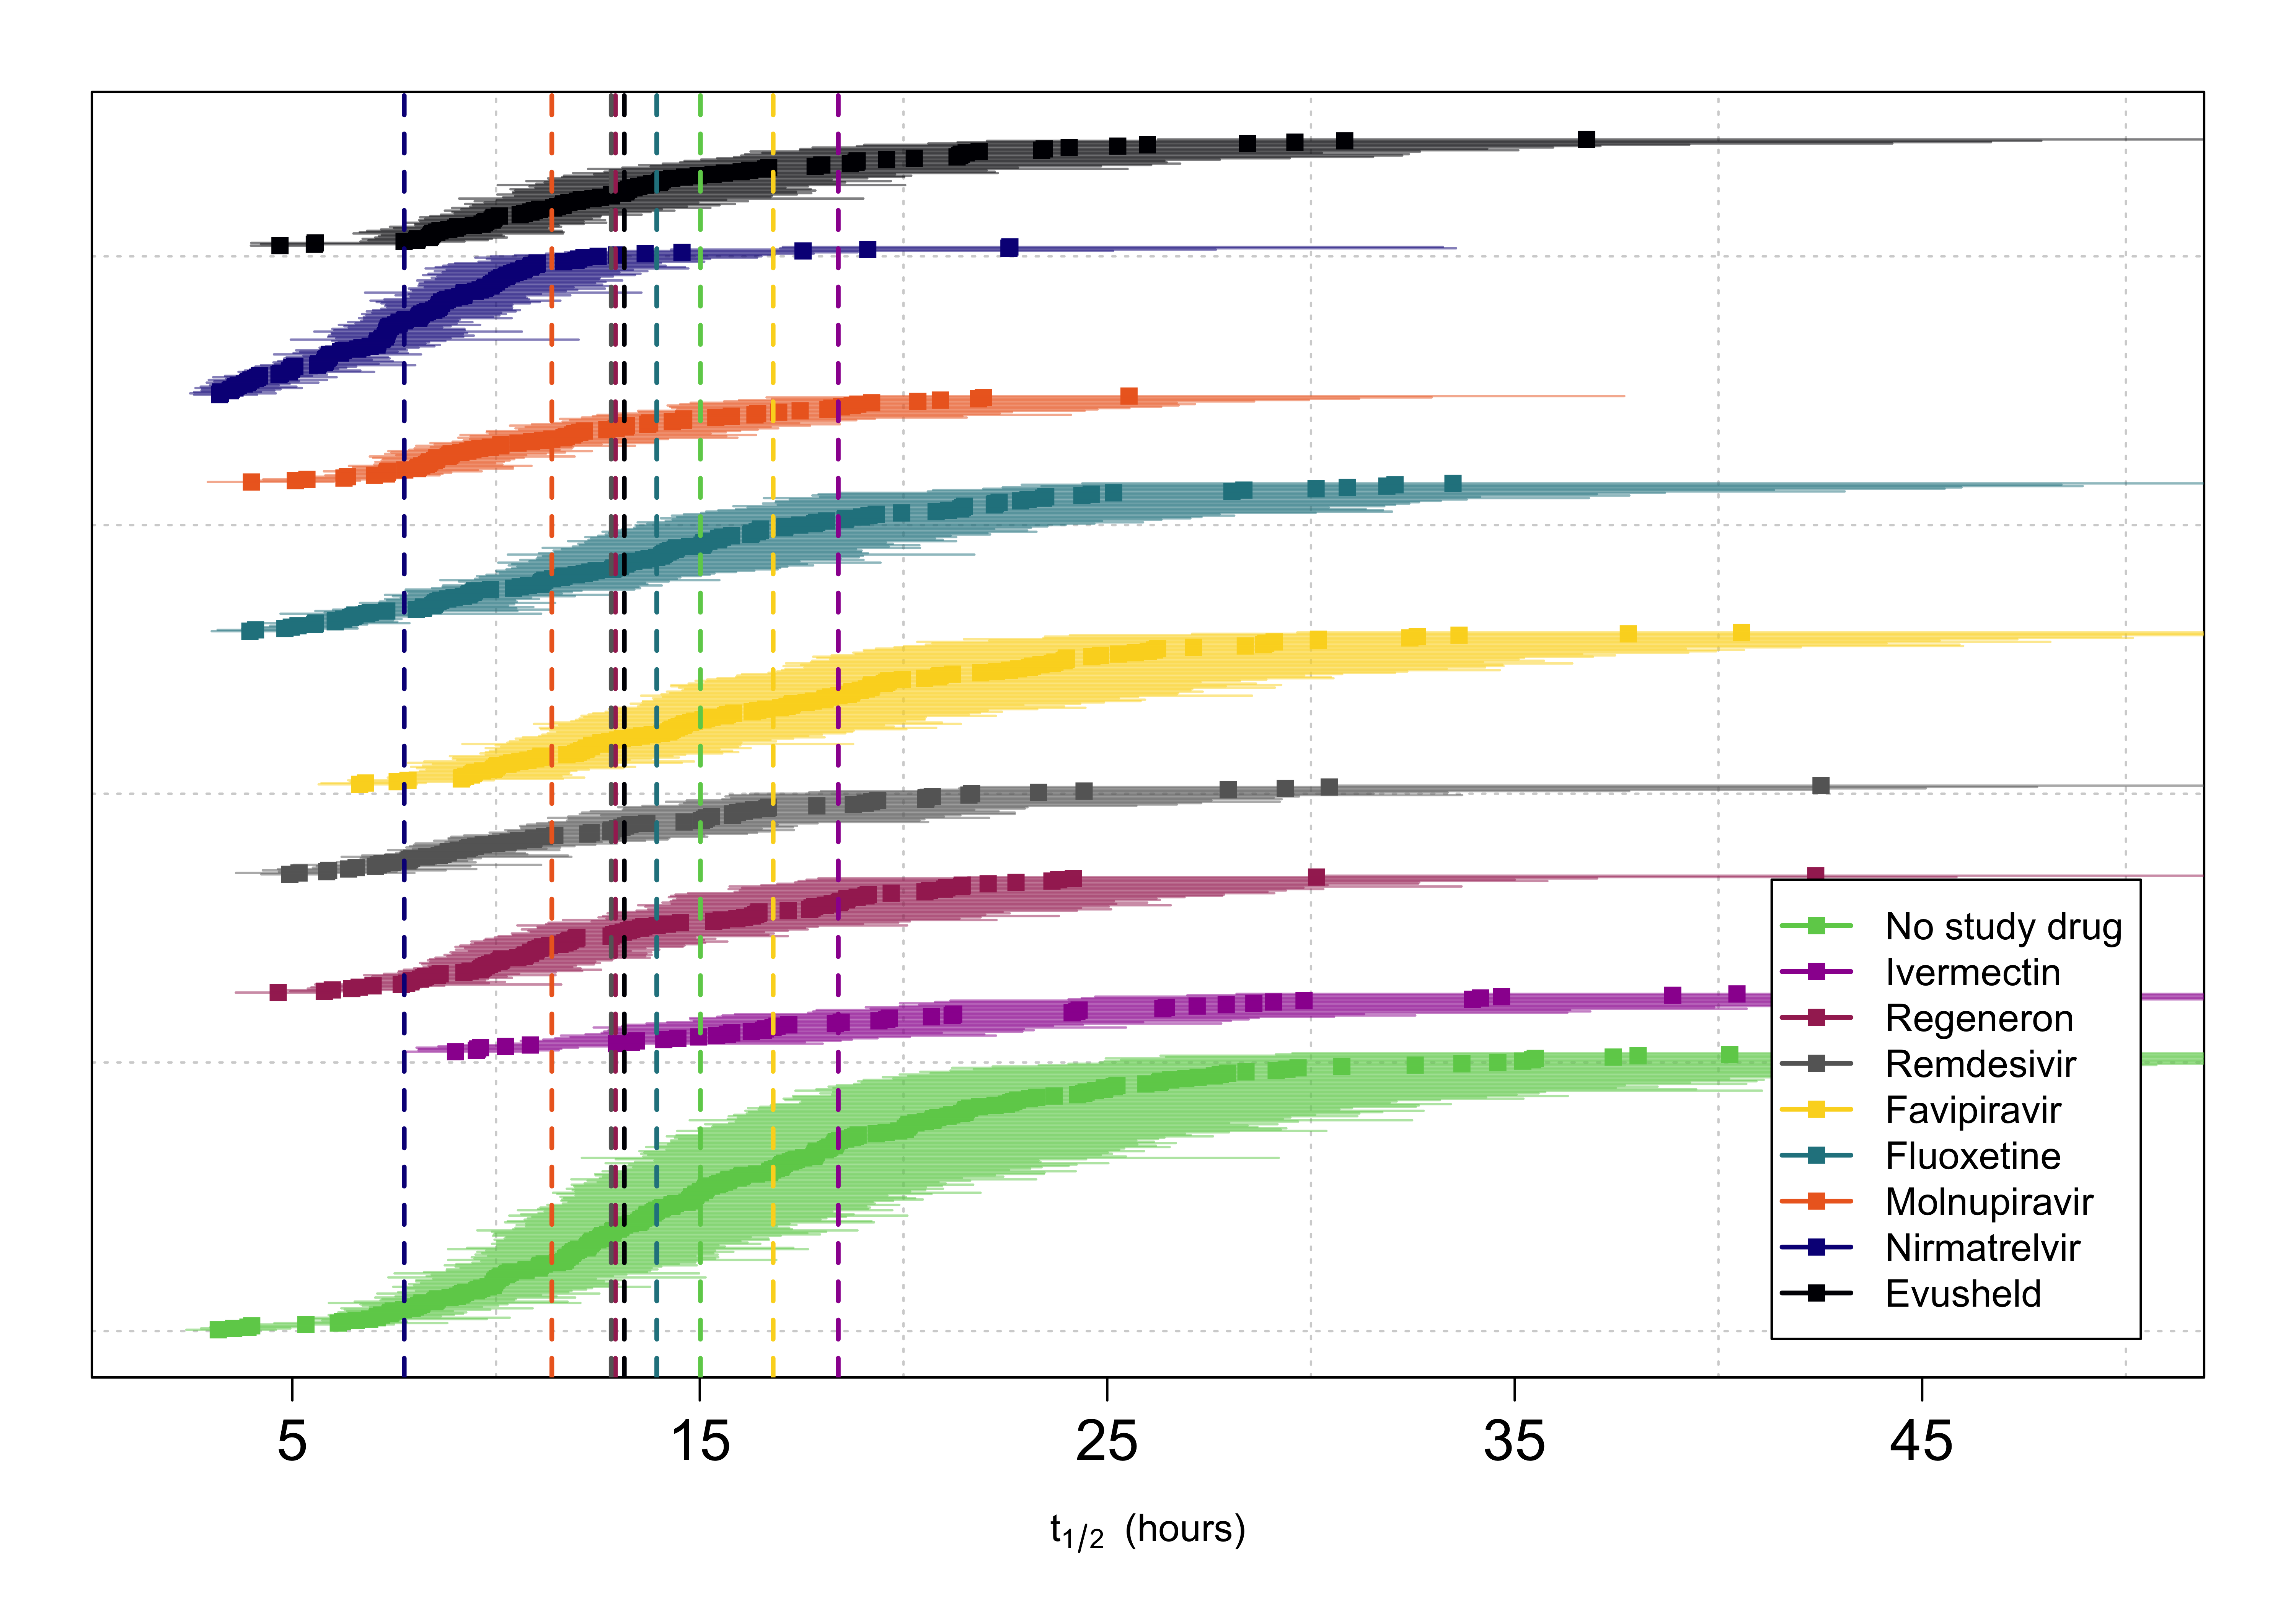 No study drug
Ivermectin
Regeneron
Remdesivir
Favipiravir
Fluoxetine
Molnupiravir
Nirmatrelvir
Evusheld
5 15 25 35 45
t1/2 (hours)